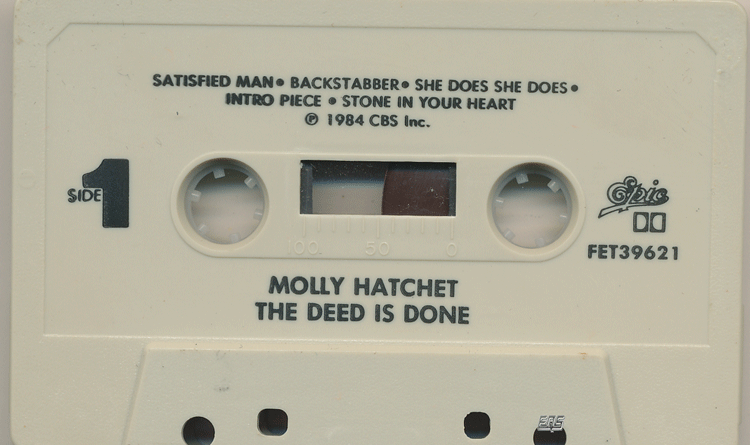 SATISFIED MAN • BACKSTABBER • SHE DOES SHE DOES •
INTRO PIECE • STONE IN YOUR HEART
℗ 1984 CBS Inc.
SIDE 1
Epic
FET39621
100 50 0
MOLLY HATCHET
THE DEED IS DONE